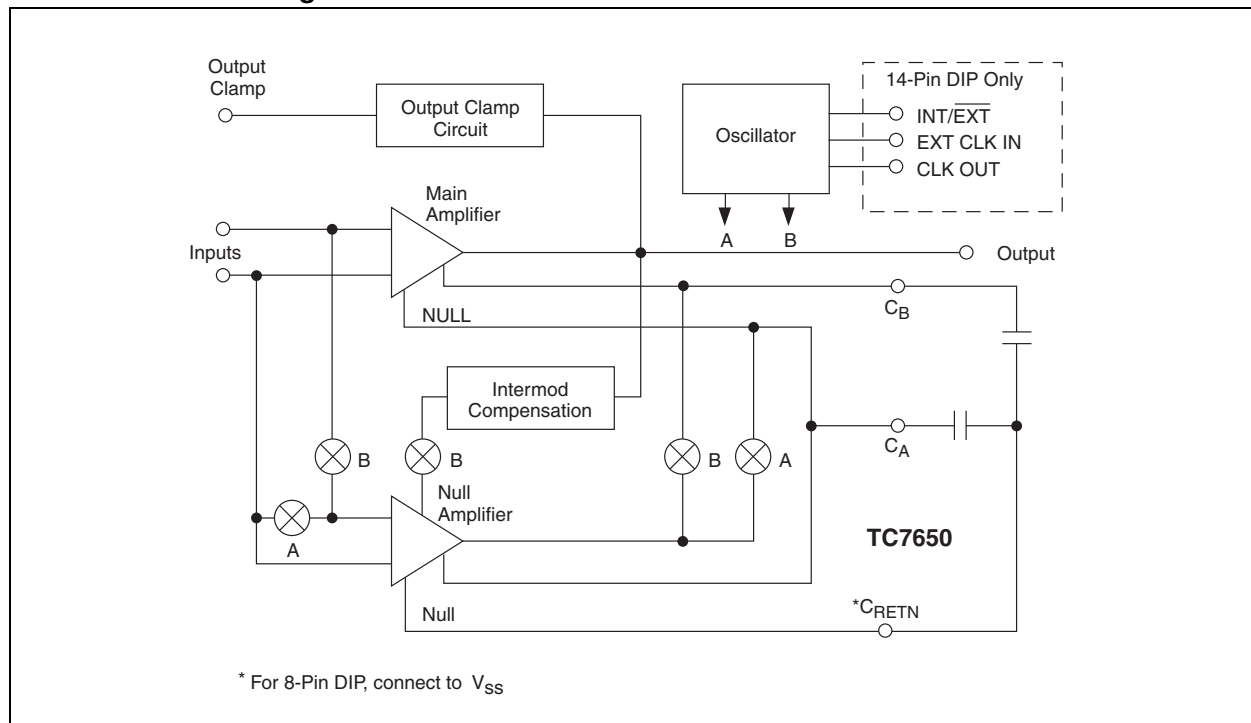 Output
Clamp
Output Clamp
Circuit
Oscillator
14-Pin DIP Only
INT/E̅X̅T̅
EXT CLK IN
CLK OUT
Main
Amplifier
A
B
Inputs
Output
NULL
C_B
Intermod
Compensation
C_A
B
B
B
A
Null
Amplifier
A
TC7650
Null
*C_RETN
* For 8-Pin DIP, connect to V_SS